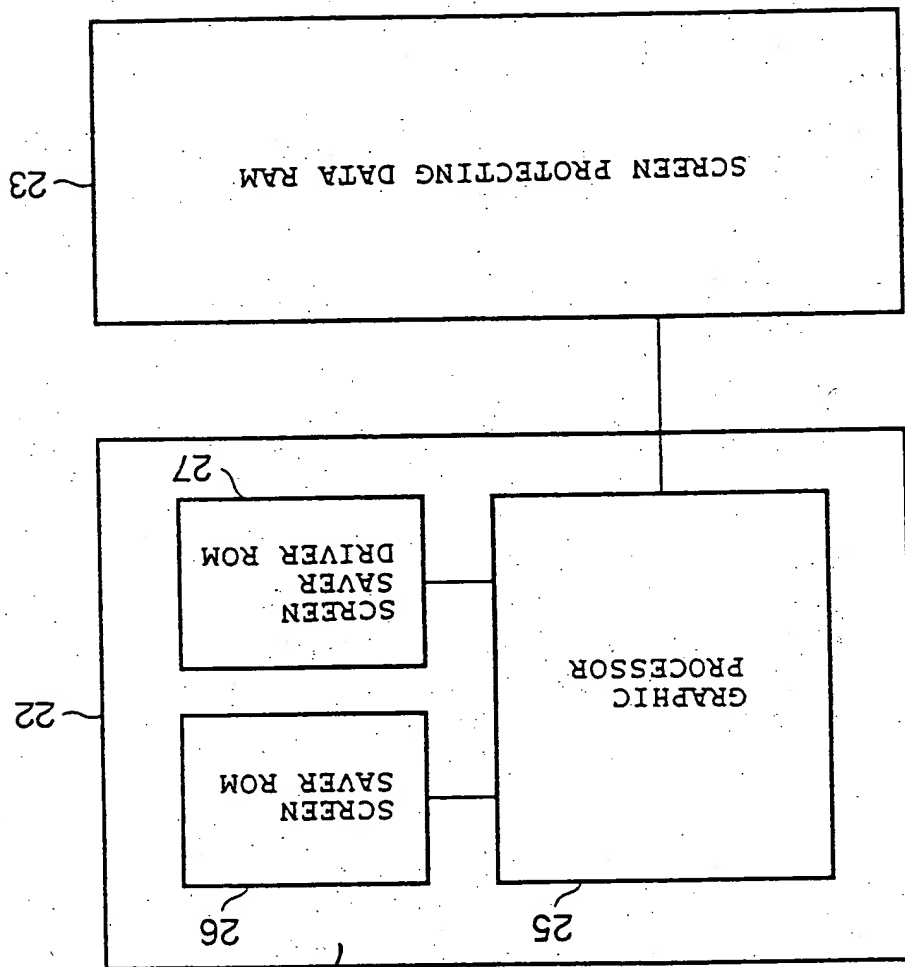 25
26
GRAPHIC
PROCESSOR
SCREEN
SAVER ROM
22
SCREEN
SAVER
DRIVER ROM
27
SCREEN PROTECTING DATA RAM
23